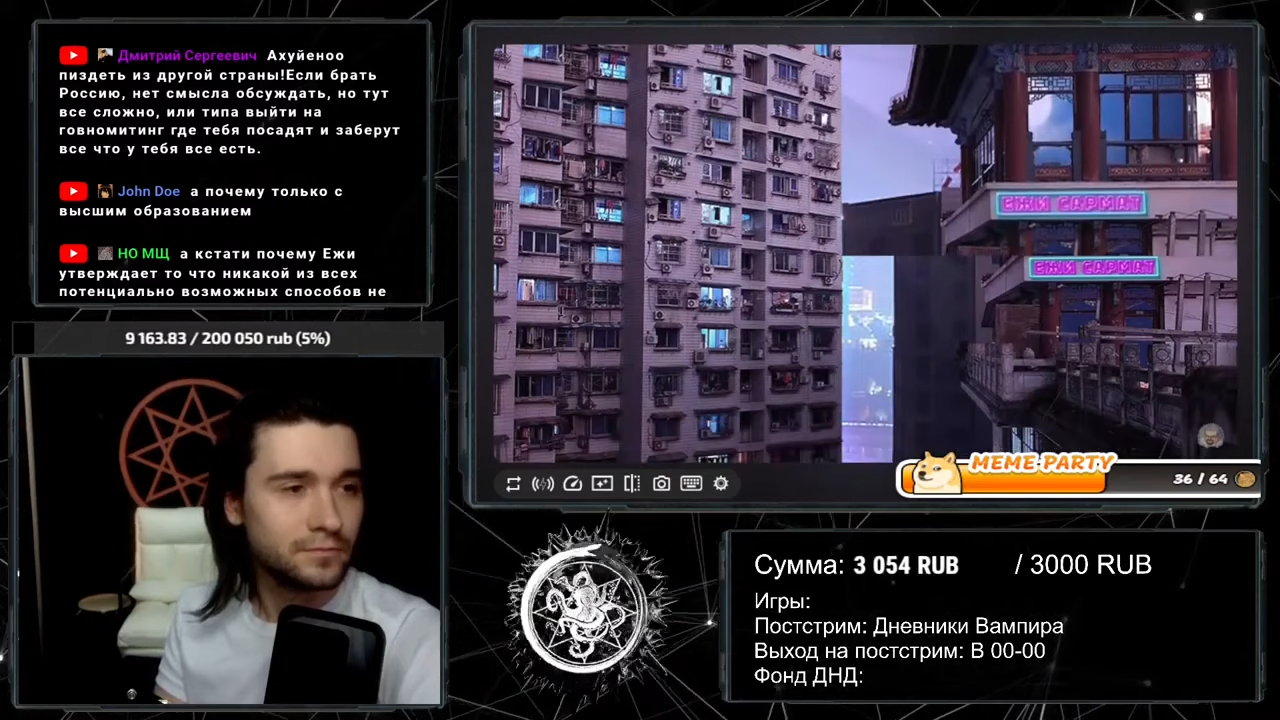 Дмитрий Сергеевич Ахуйеноо
пиздеть из другой страны!Если брать
Россию, нет смысла обсуждать, но тут
все сложно, или типа выйти на
говномитинг где тебя посадят и заберут
все что у тебя все есть.
John Doe а почему только с
высшим образованием
НО МЩ а кстати почему Ежи
утверждает то что никакой из всех
потенциально возможных способов не
9 163.83 / 200 050 rub (5%)
ЕЖИ САРМАТ
ЕЖИ САРМАТ
MEME PARTY
36 / 64
Сумма: 3 054 RUB / 3000 RUB
Игры:
Постстрим: Дневники Вампира
Выход на постстрим: В 00-00
Фонд ДНД: